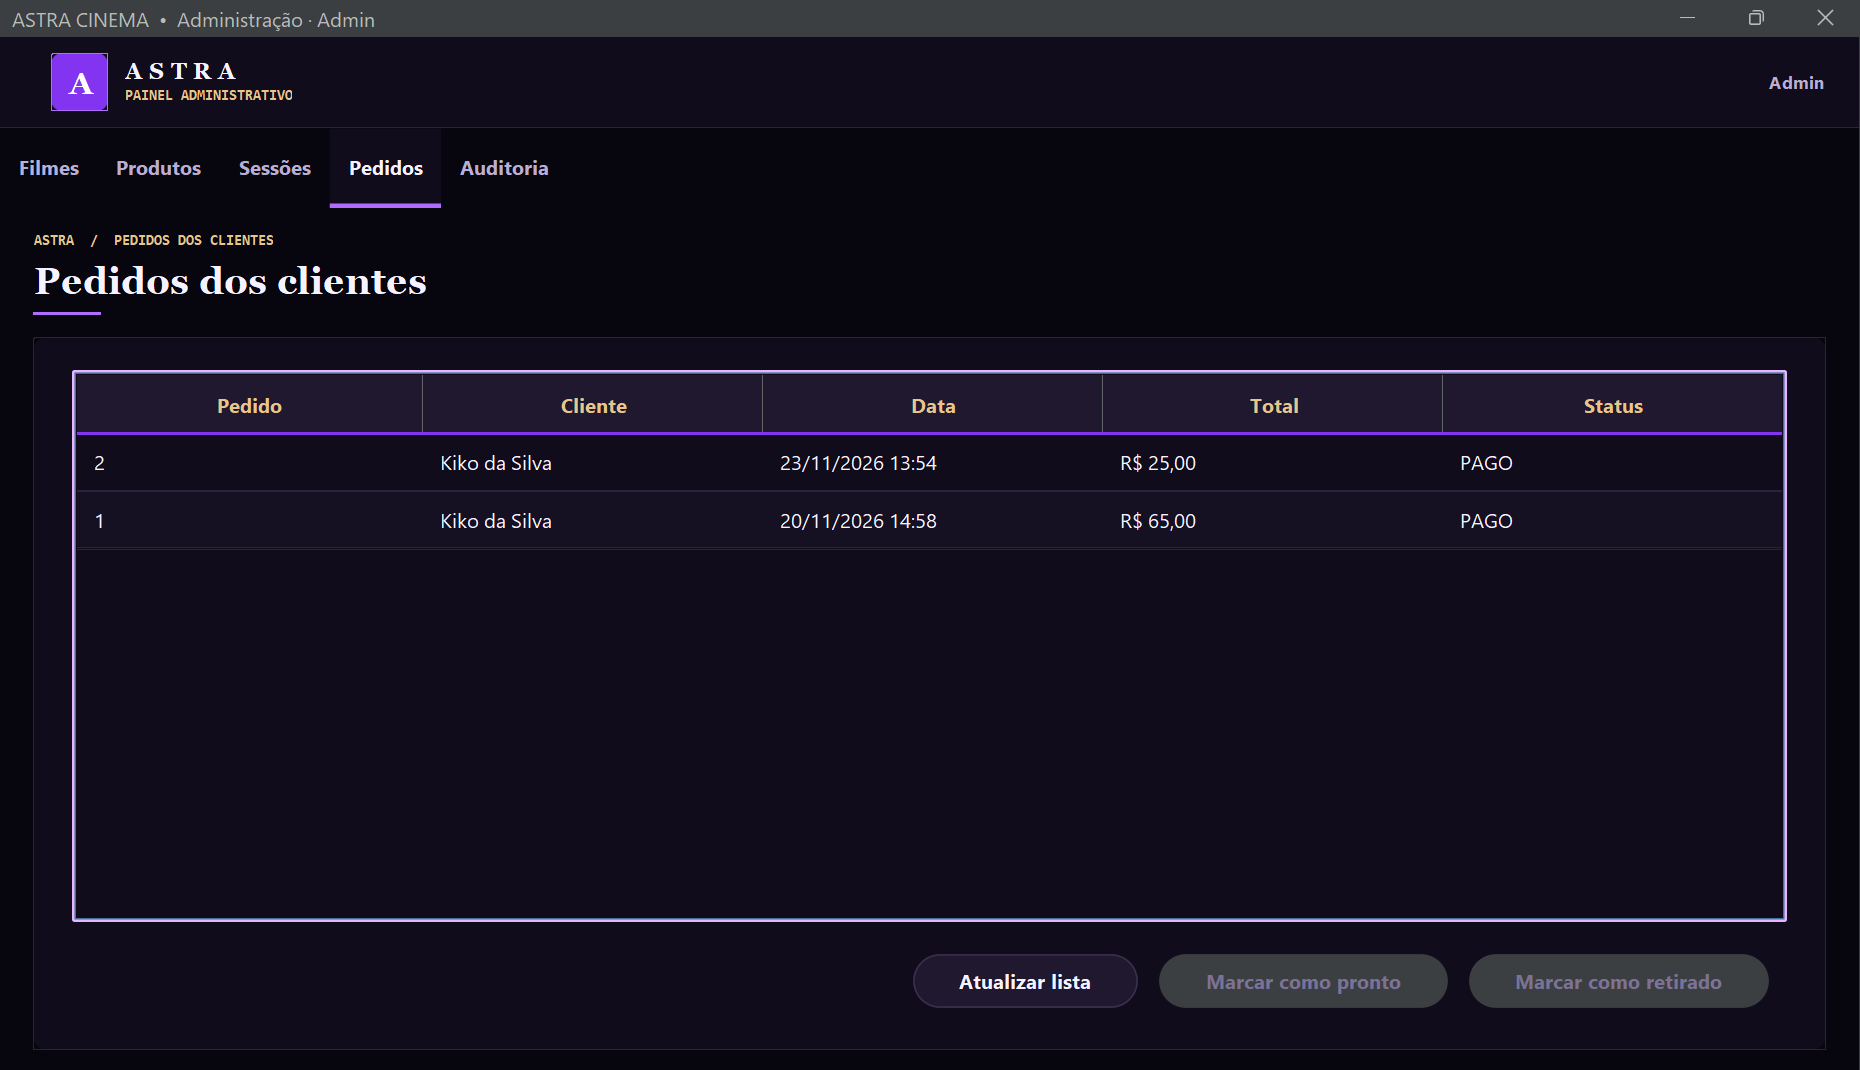 ASTRA CINEMA • Administração · Admin
A
ASTRA
PAINEL ADMINISTRATIVO
Admin
Filmes Produtos Sessões Pedidos Auditoria
ASTRA / PEDIDOS DOS CLIENTES
Pedidos dos clientes
Pedido Cliente Data Total Status
2 Kiko da Silva 23/11/2026 13:54 R$ 25,00 PAGO
1 Kiko da Silva 20/11/2026 14:58 R$ 65,00 PAGO
Atualizar lista Marcar como pronto Marcar como retirado